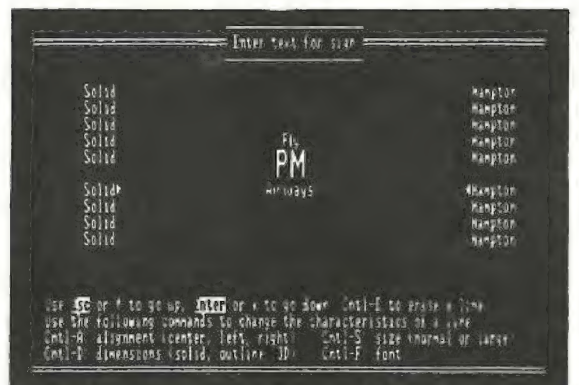 Enter text for sign
Solid Hampton
Solid Hampton
Solid Hampton
Solid Fly Hampton
Solid PM Hampton
Solid Airways Hampton
Solid Hampton
Solid Hampton
Solid Hampton
Use Esc or ↑ to go up, Enter or ↓ to go down Cntl-E to erase a line
Use the following commands to change the characteristics of a line
Cntl-A alignment (center, left, right) Cntl-S size (normal or large)
Cntl-D dimensions (solid, outline 3D) Cntl-F font